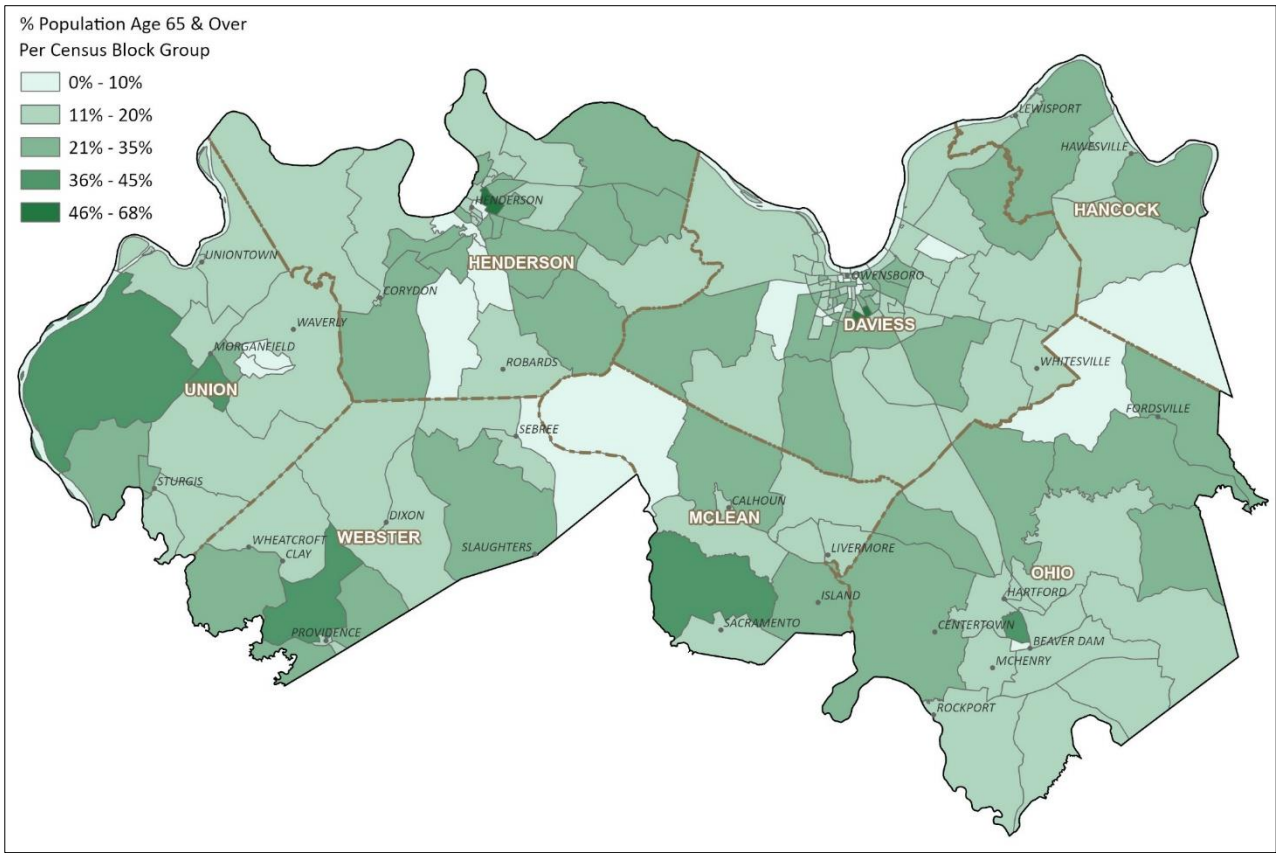 % Population Age 65 & Over
Per Census Block Group
0% - 10%
11% - 20%
21% - 35%
36% - 45%
46% - 68%
LEWISPORT
HAWESVILLE
HANCOCK
HENDERSON
UNIONTOWN
HENDERSON
OWENSBORO
CORYDON
WAVERLY
DAVIESS
MORGANFIELD
ROBARDS
WHITESVILLE
UNION
FORDSVILLE
SEBREE
STURGIS
CALHOUN
DIXON
MCLEAN
WEBSTER
WHEATCROFT
CLAY
SLAUGHTERS
LIVERMORE
OHIO
ISLAND
HARTFORD
SACRAMENTO
CENTERTOWN
PROVIDENCE
BEAVER DAM
MCHENRY
ROCKPORT